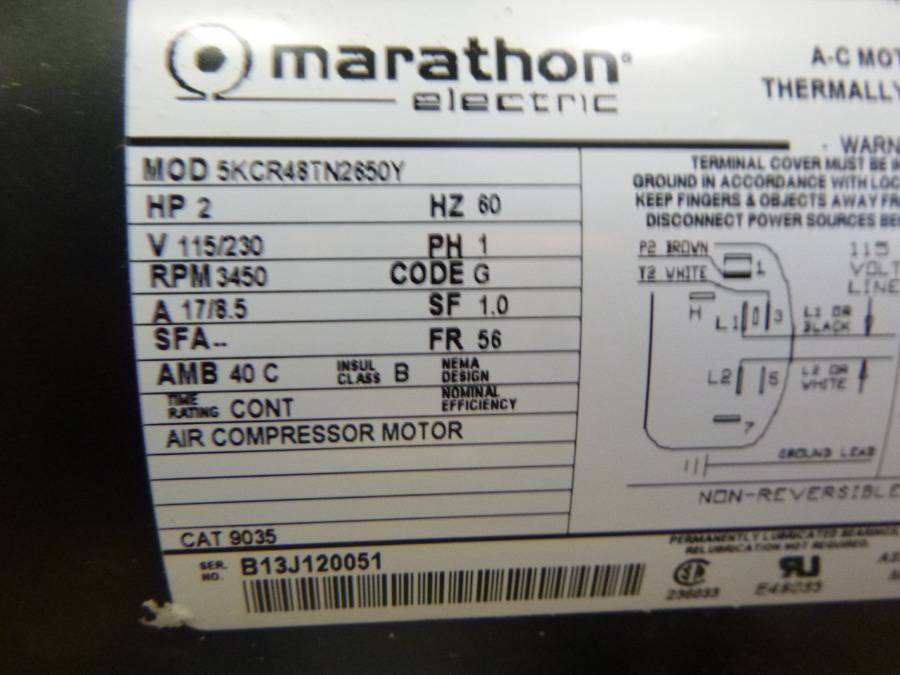 marathon
electric
A-C MOT
THERMALLY
WARN
TERMINAL COVER MUST BE IN
GROUND IN ACCORDANCE WITH LOC
KEEP FINGERS & OBJECTS AWAY FR
DISCONNECT POWER SOURCES BE
MOD 5KCR48TN2650Y
HP 2 HZ 60
V 115/230 PH 1
RPM 3450 CODE G
A 17/8.5 SF 1.0
SFA -- FR 56
AMB 40 C INSUL CLASS B NEMA DESIGN
TIME RATING CONT NOMINAL EFFICIENCY
AIR COMPRESSOR MOTOR
CAT 9035
SER. NO. B13J120051
P2 BROWN
T2 WHITE
1
H
L1
3
L2
5
7
115
VOLT
LINE
L1 OR
BLACK
L2 OR
WHITE
GROUND LEAD
NON-REVERSIBLE
PERMANENTLY LUBRICATED BEARINGS
RELUBRICATION NOT REQUIRED.